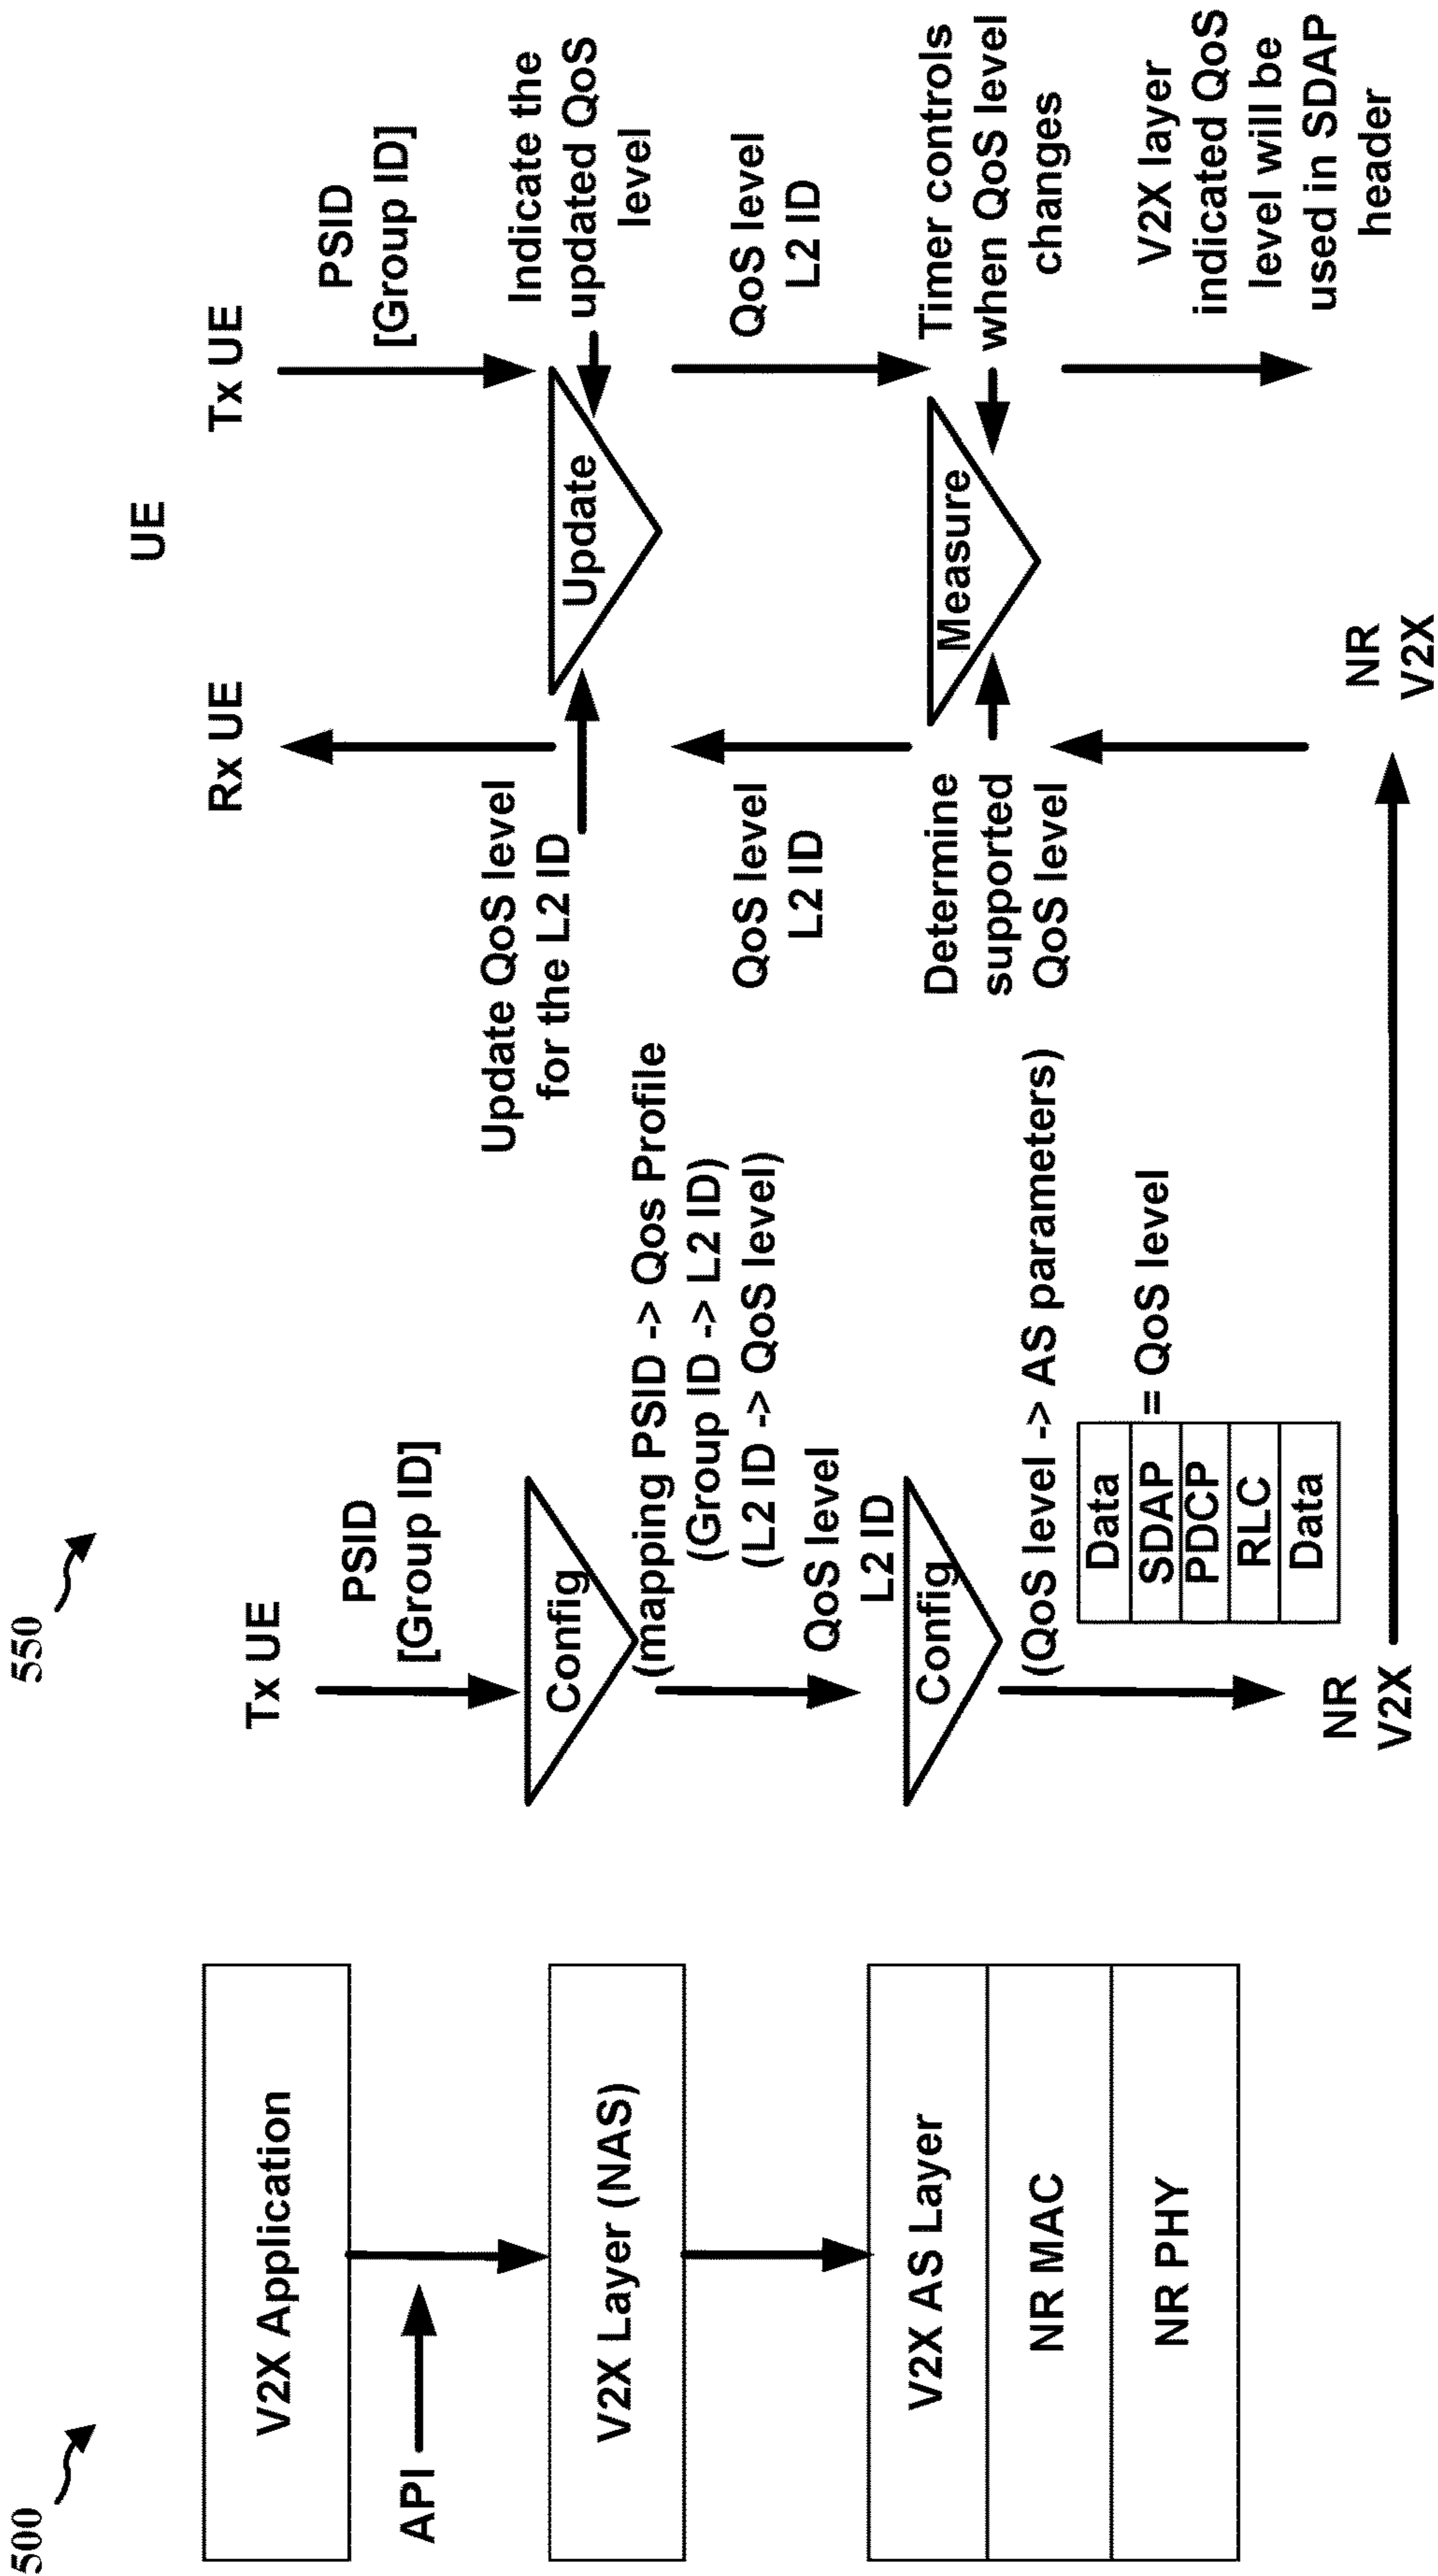 500
V2X Application
API
V2X Layer (NAS)
V2X AS Layer
NR MAC
NR PHY
550
Tx UE
PSID
[Group ID]
Config
(mapping PSID -> Qos Profile
(Group ID -> L2 ID)
(L2 ID -> QoS level)
QoS level
L2 ID
Config
(QoS level -> AS parameters)
Data
SDAP = QoS level
PDCP
RLC
Data
NR
V2X
UE
Rx UE
Update QoS level
for the L2 ID
Update
QoS level
L2 ID
Determine
supported
QoS level
Measure
NR
V2X
Tx UE
PSID
[Group ID]
Indicate the
updated QoS
level
QoS level
L2 ID
Timer controls
when QoS level
changes
V2X layer
indicated QoS
level will be
used in SDAP
header